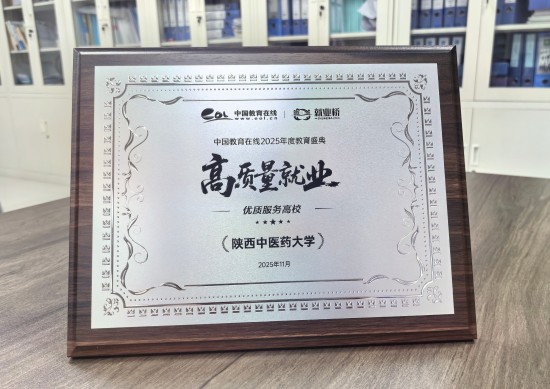 eOL 中国教育在线 www.eol.cn 就业桥
中国教育在线2025年度教育盛典
高质量就业
优质服务高校
陕西中医药大学
2025年11月